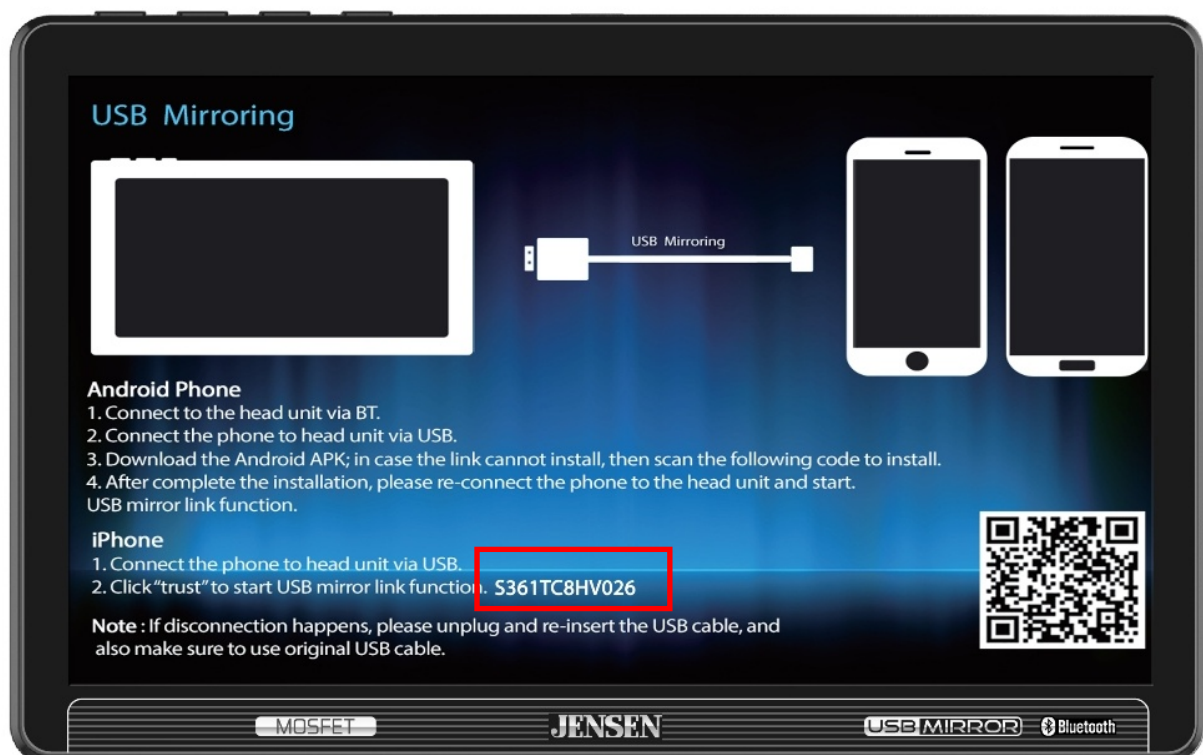 USB Mirroring
USB Mirroring
Android Phone
1. Connect to the head unit via BT.
2. Connect the phone to head unit via USB.
3. Download the Android APK; in case the link cannot install, then scan the following code to install.
4. After complete the installation, please re-connect the phone to the head unit and start.
USB mirror link function.
iPhone
1. Connect the phone to head unit via USB.
2. Click “trust” to start USB mirror link function. S361TC8HV026
Note : If disconnection happens, please unplug and re-insert the USB cable, and
also make sure to use original USB cable.
MOSFET JENSEN USB MIRROR Bluetooth